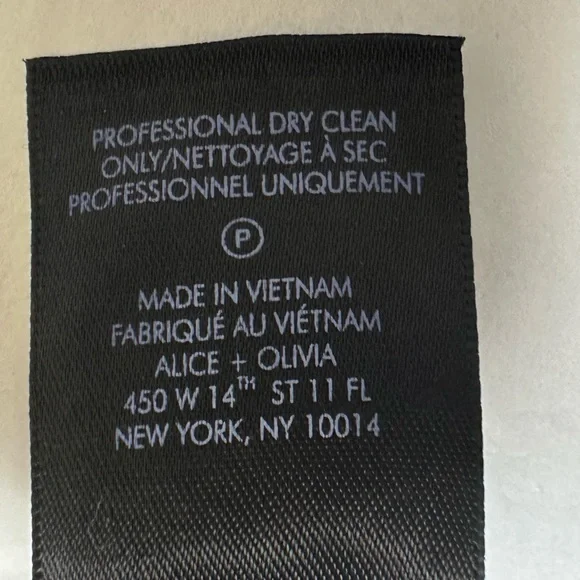 PROFESSIONAL DRY CLEAN
ONLY/NETTOYAGE À SEC
PROFESSIONNEL UNIQUEMENT
P
MADE IN VIETNAM
FABRIQUÉ AU VIÉTNAM
ALICE + OLIVIA
450 W 14TH ST 11 FL
NEW YORK, NY 10014